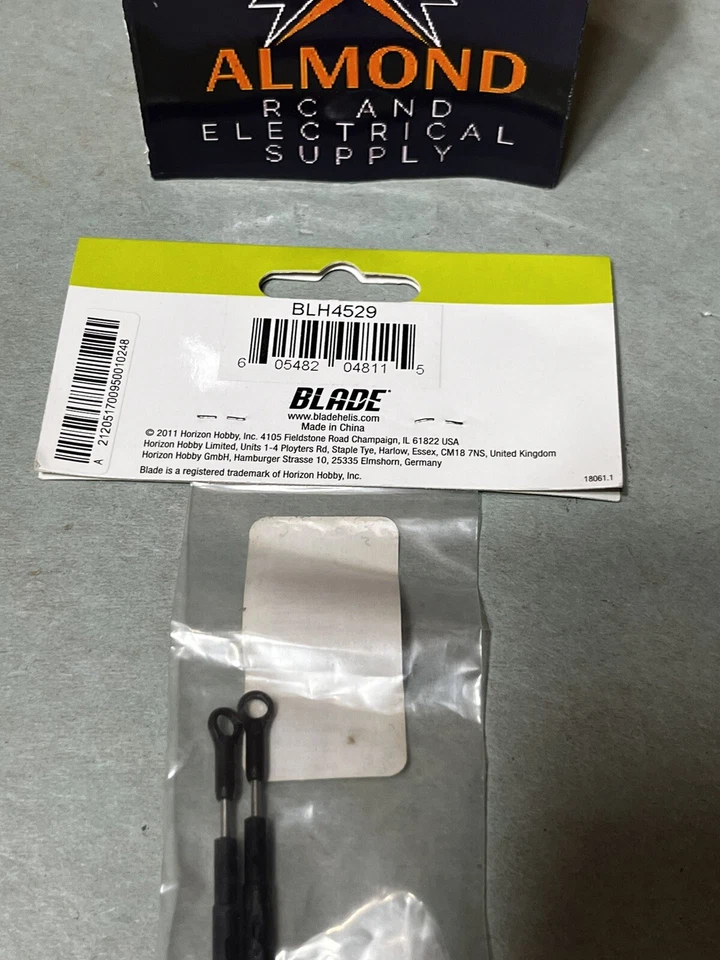 ALMOND
RC AND
ELECTRICAL
SUPPLY
BLH4529
6 05482 04811 5
A 212051700950010248
BLADE
www.bladehelis.com
Made in China
© 2011 Horizon Hobby, Inc. 4105 Fieldstone Road Champaign, IL 61822 USA
Horizon Hobby Limited, Units 1-4 Ployters Rd, Staple Tye, Harlow, Essex, CM18 7NS, United Kingdom
Horizon Hobby GmbH, Hamburger Strasse 10, 25335 Elmshorn, Germany
Blade is a registered trademark of Horizon Hobby, Inc.
18061.1